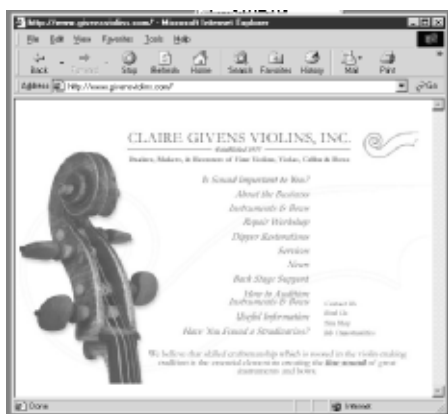 http://www.givensviolins.com/ - Microsoft Internet Explorer
File Edit View Favorites Tools Help
Back Forward Stop Refresh Home Search Favorites History Mail Print
Address http://www.givensviolins.com/ Go
CLAIRE GIVENS VIOLINS, INC.
Established 1977
Dealers, Makers, & Restorers of Fine Violins, Violas, Cellos & Bows
Is Sound Important to You?
About the Business
Instruments & Bows
Repair Workshop
Dipper Restorations
Services
News
Back Stage Support
How to Audition
Instruments & Bows
Useful Information
Have You Found a Stradivarius?
Contact Us
Find Us
Site Map
Job Opportunities
We believe that skilled craftsmanship which is rooted in the violin making
tradition is the essential element in creating the fine sound of great
instruments and bows.
Done Internet